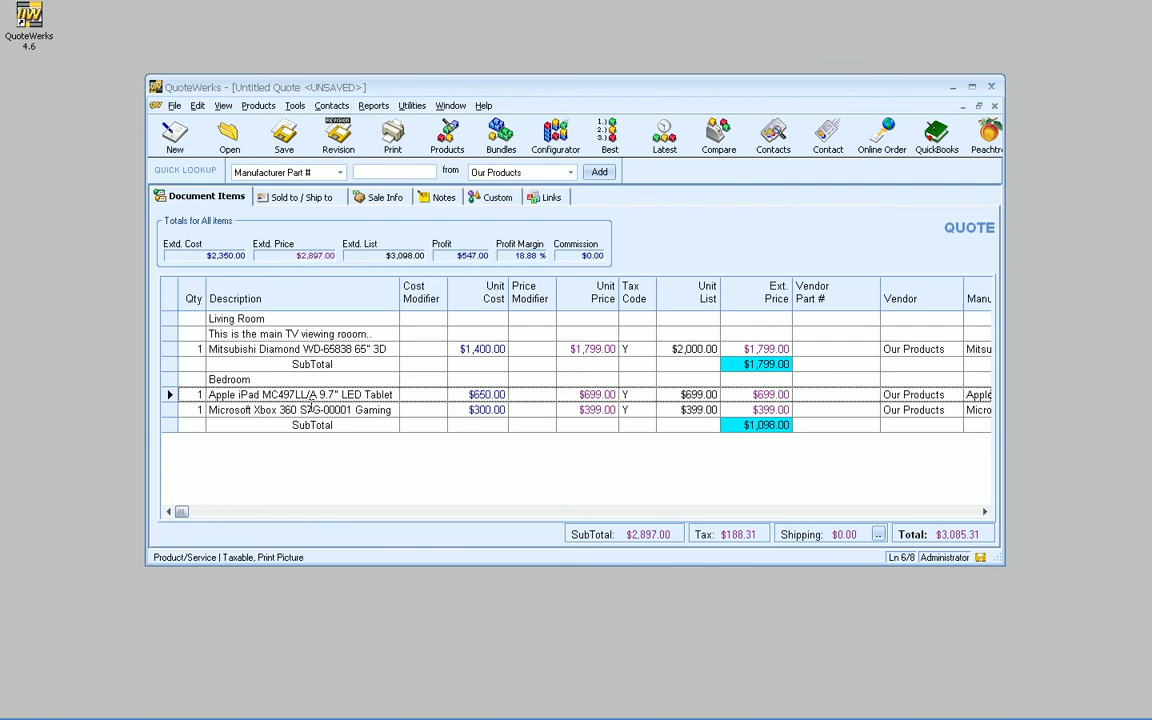 QuoteWerks
4.6
QuoteWerks - [Untitled Quote <UNSAVED>]
File Edit View Products Tools Contacts Reports Utilities Window Help
REVISION 1.) 2.) 3.)
New Open Save Revision Print Products Bundles Configurator Best Latest Compare Contacts Contact Online Order QuickBooks Peachtre
QUICK LOOKUP Manufacturer Part # from Our Products Add
Document Items Sold to / Ship to Sale Info Notes Custom Links
Totals for All items
QUOTE
Extd. Cost Extd. Price Extd. List Profit Profit Margin Commission
$2,350.00 $2,897.00 $3,098.00 $547.00 18.88 % $0.00
Qty Description Cost Modifier Unit Cost Price Modifier Unit Price Tax Code Unit List Ext. Price Vendor Part # Vendor Manu
Living Room
This is the main TV viewing rooom..
1 Mitsubishi Diamond WD-65838 65" 3D $1,400.00 $1,799.00 Y $2,000.00 $1,799.00 Our Products Mitsu
SubTotal $1,799.00
Bedroom
1 Apple iPad MC497LL/A 9.7" LED Tablet $650.00 $699.00 Y $699.00 $699.00 Our Products Apple
1 Microsoft Xbox 360 S7G-00001 Gaming $300.00 $399.00 Y $399.00 $399.00 Our Products Micro
SubTotal $1,098.00
SubTotal: $2,897.00 Tax: $188.31 Shipping: $0.00 .. Total: $3,085.31
Product/Service | Taxable, Print Picture Ln 6/8 Administrator